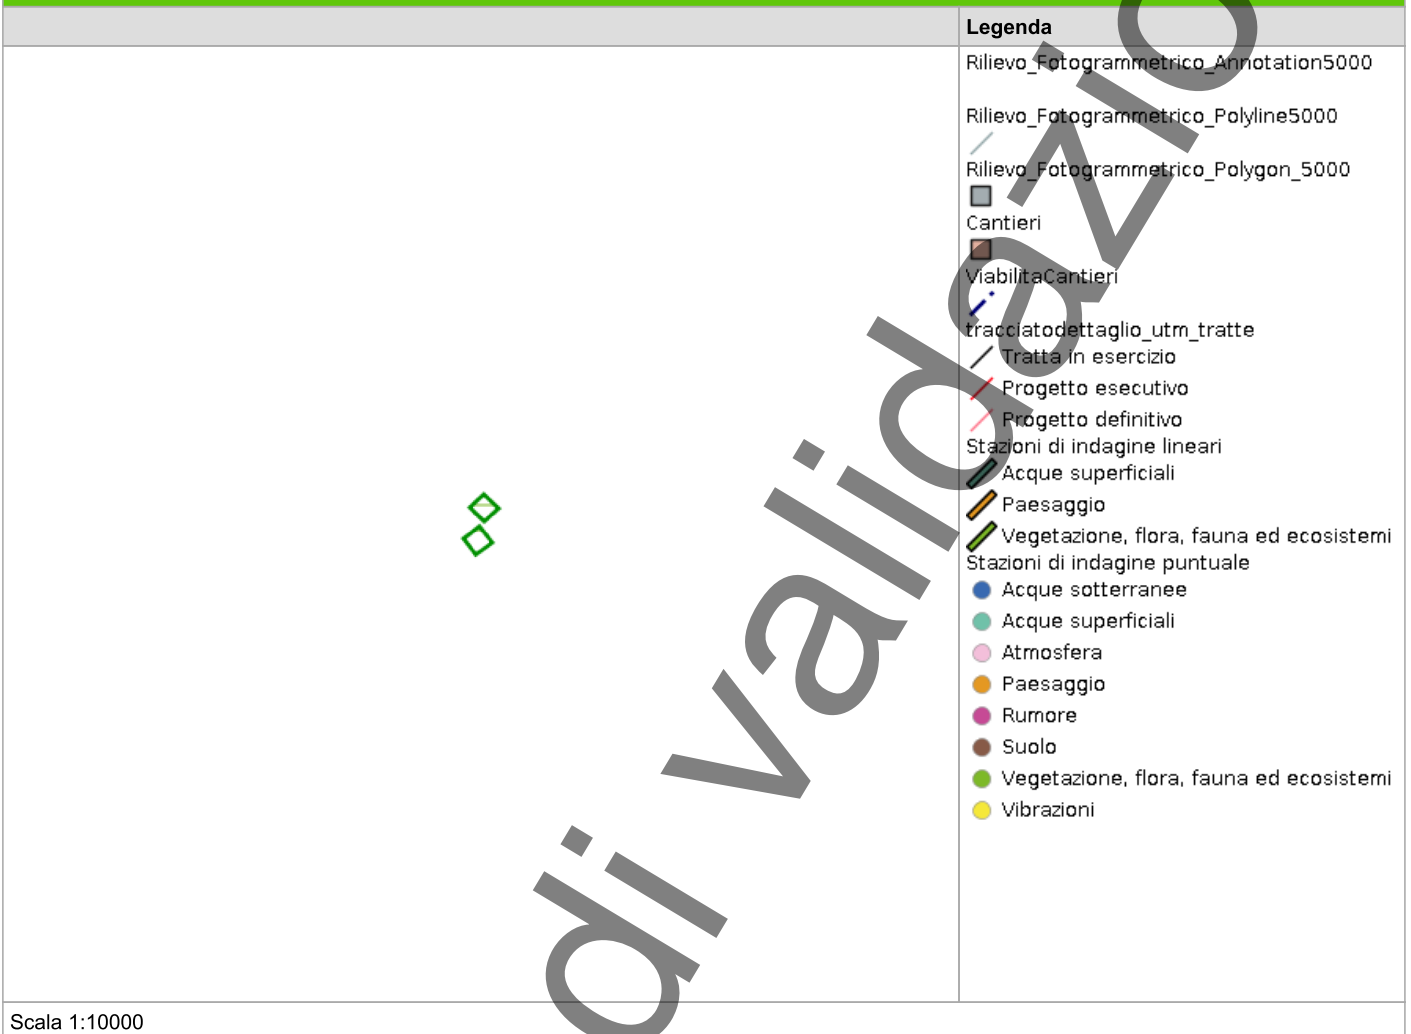 Legenda
Rilievo_Fotogrammetrico_Annotation5000
Rilievo_Fotogrammetrico_Polyline5000
Rilievo_Fotogrammetrico_Polygon_5000
Cantieri
ViabilitaCantieri
tracciatodettaglio_utm_tratte
Tratta in esercizio
Progetto esecutivo
Progetto definitivo
Stazioni di indagine lineari
Acque superficiali
Paesaggio
Vegetazione, flora, fauna ed ecosistemi
Stazioni di indagine puntuale
Acque sotterranee
Acque superficiali
Atmosfera
Paesaggio
Rumore
Suolo
Vegetazione, flora, fauna ed ecosistemi
Vibrazioni
Scala 1:10000
di validazio